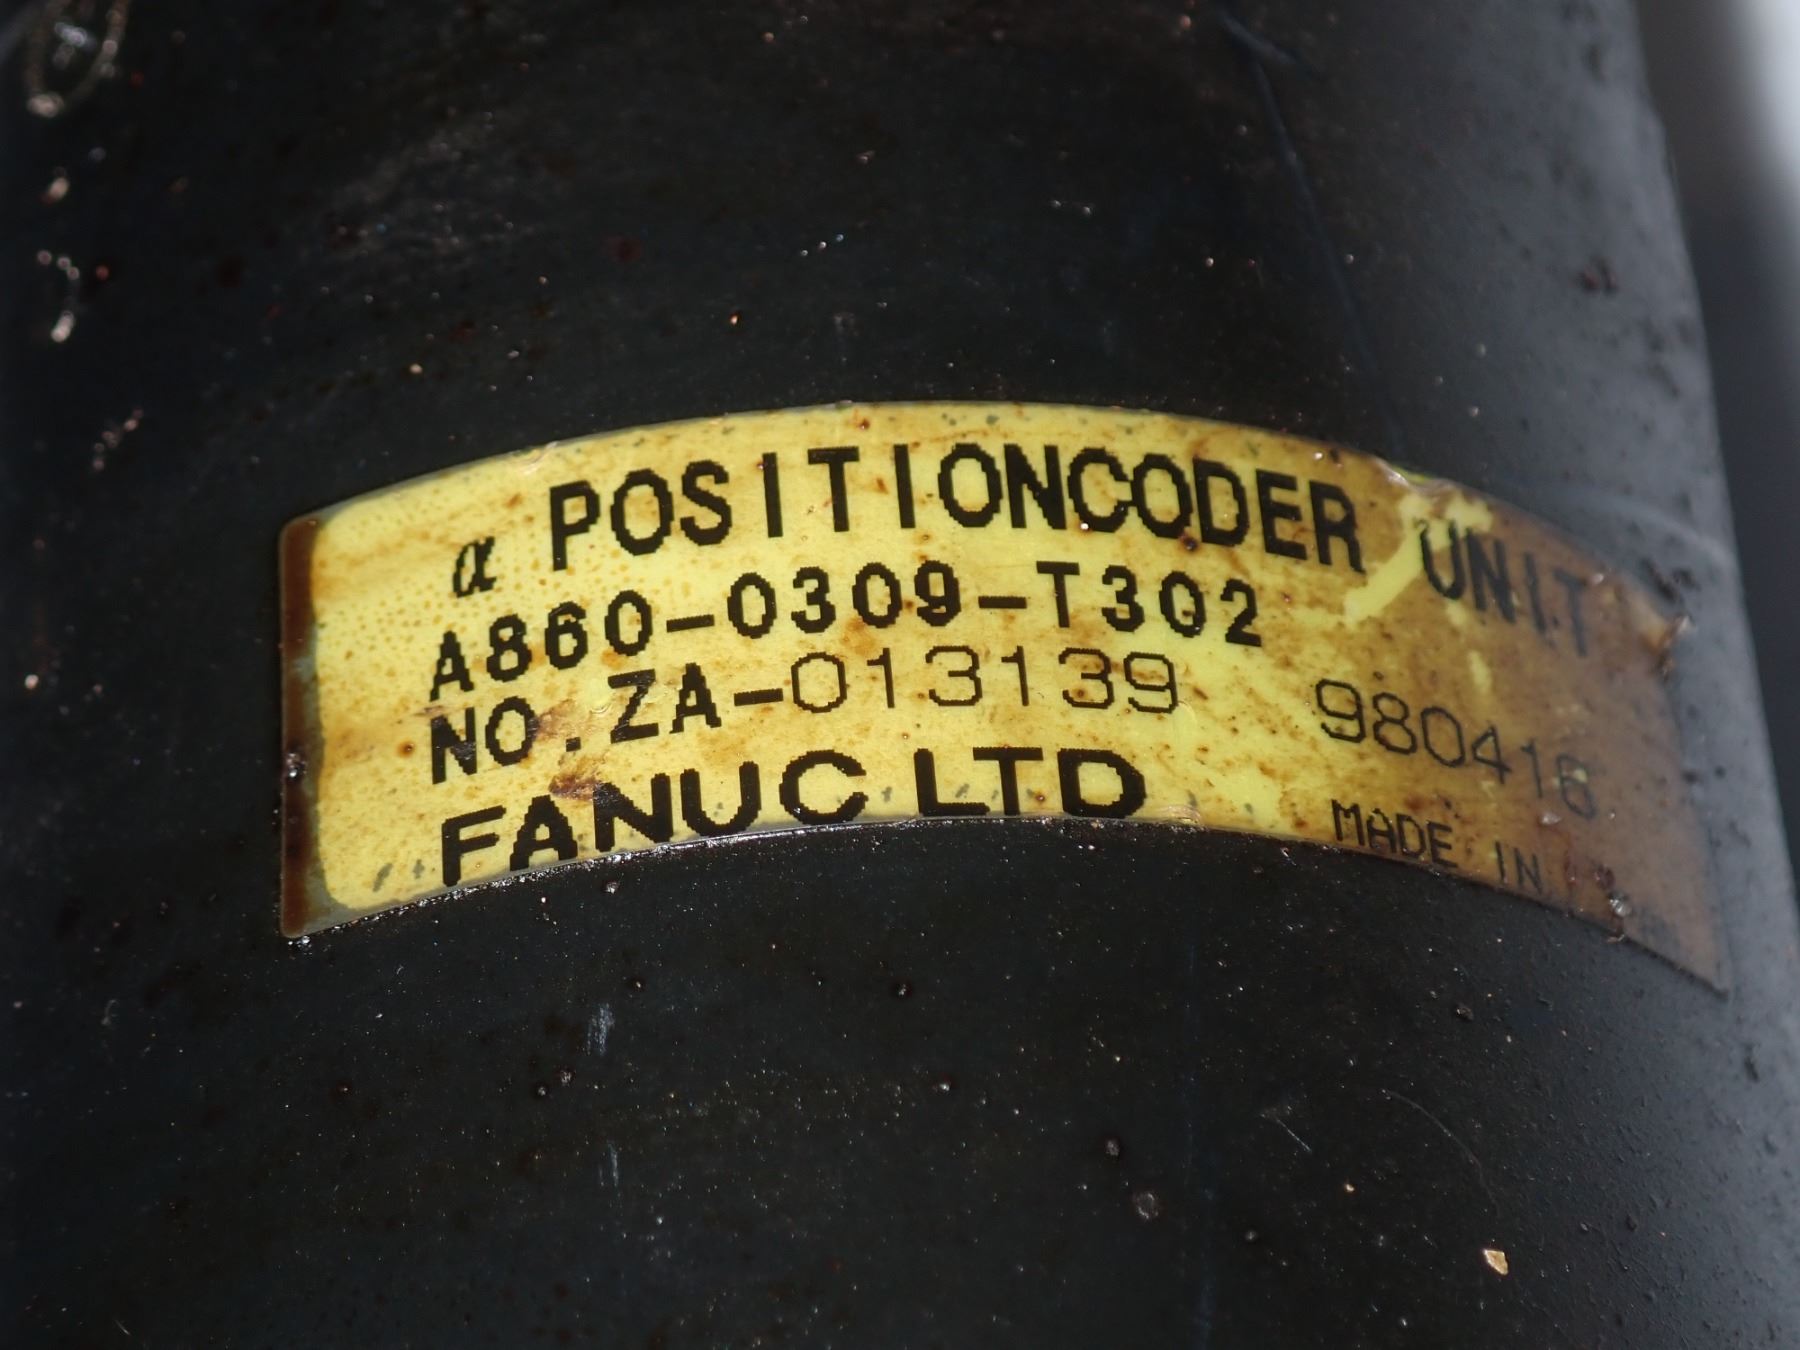 α POSITIONCODER UNIT
A860-0309-T302
NO.ZA-013139 980416
FANUC LTD MADE IN